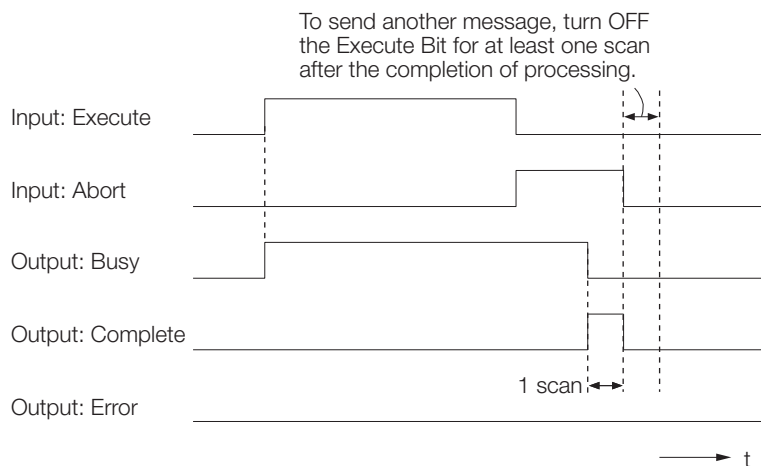 To send another message, turn OFF
the Execute Bit for at least one scan
after the completion of processing.
Input: Execute
Input: Abort
Output: Busy
Output: Complete
1 scan
Output: Error
t